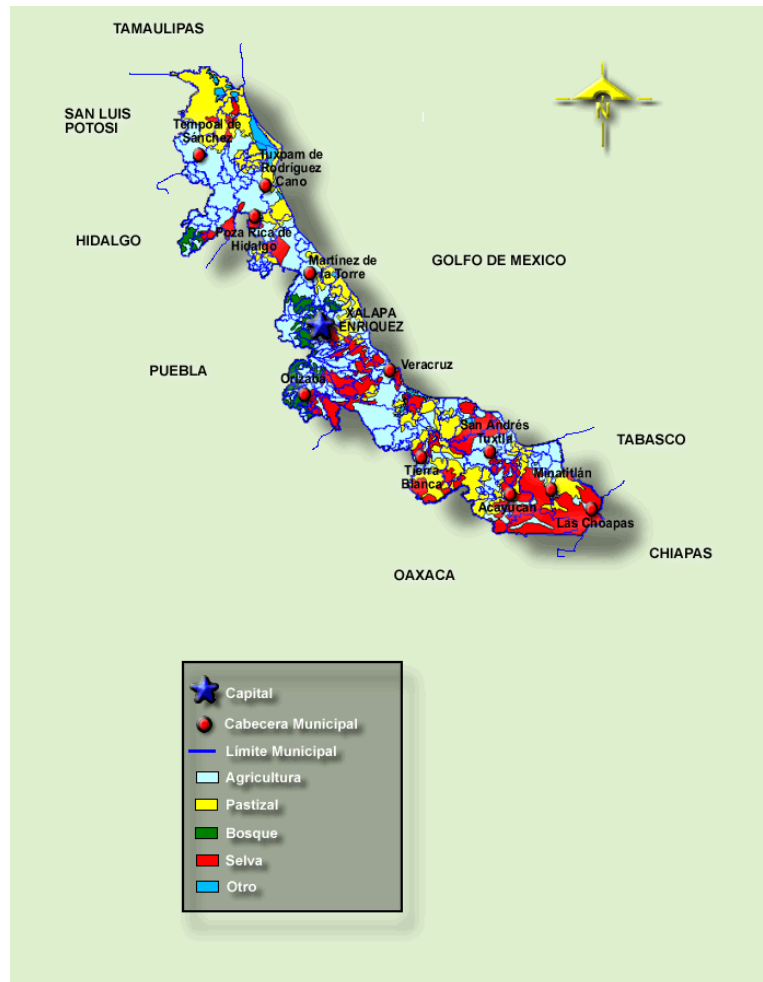 TAMAULIPAS
SAN LUIS
POTOSI
Tempoal de
Sánchez
Tuxpam de
Rodríguez
Cano
HIDALGO
Poza Rica de
Hidalgo
Martínez de
la Torre
GOLFO DE MEXICO
XALAPA
ENRIQUEZ
PUEBLA
Veracruz
Orizaba
San Andrés
Tuxtla
TABASCO
Tierra
Blanca
Minatitlán
Acayucan
Las Choapas
CHIAPAS
OAXACA
N
Capital
Cabecera Municipal
Límite Municipal
Agricultura
Pastizal
Bosque
Selva
Otro